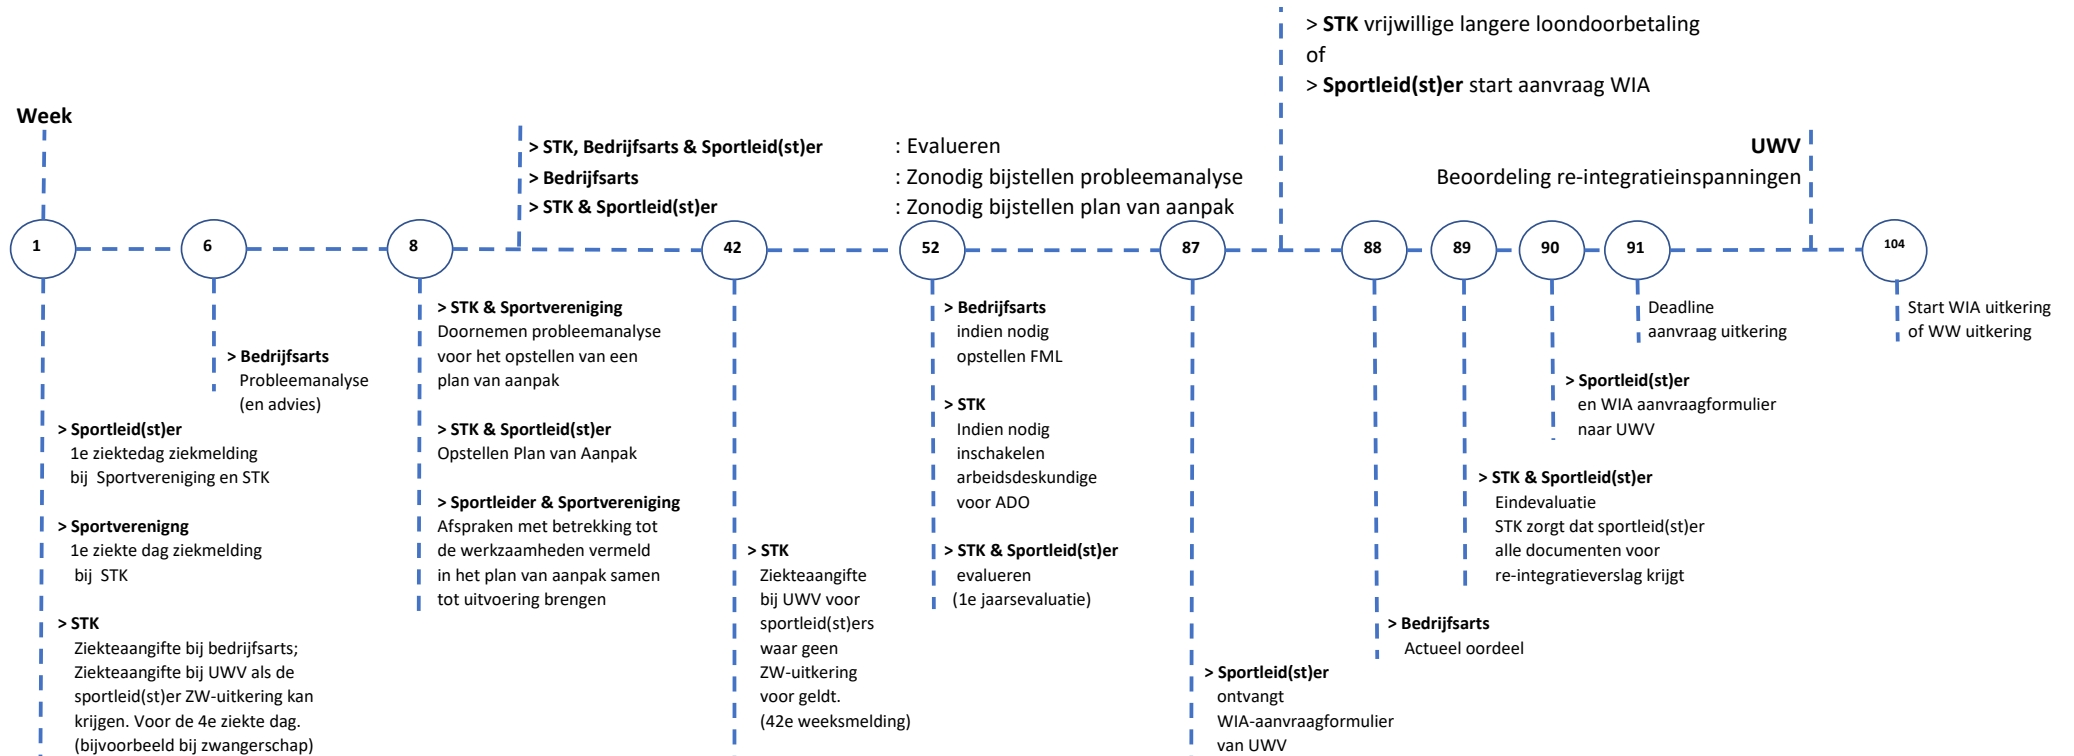 > STK vrijwillige langere loondoorbetaling
of
> Sportleid(st)er start aanvraag WIA
Week
> STK, Bedrijfsarts & Sportleid(st)er : Evalueren
> Bedrijfsarts : Zonodig bijstellen probleemanalyse
> STK & Sportleid(st)er : Zonodig bijstellen plan van aanpak
UWV
Beoordeling re-integratieinspanningen
1
6
8
42
52
87
88
89
90
91
104
> Sportleid(st)er
1e ziektedag ziekmelding
bij Sportvereniging en STK
> Sportverenigng
1e ziekte dag ziekmelding
bij STK
> STK
Ziekteaangifte bij bedrijfsarts;
Ziekteaangifte bij UWV als de
sportleid(st)er ZW-uitkering kan
krijgen. Voor de 4e ziekte dag.
(bijvoorbeeld bij zwangerschap)
> Bedrijfsarts
Probleemanalyse
(en advies)
> STK & Sportvereniging
Doornemen probleemanalyse
voor het opstellen van een
plan van aanpak
> STK & Sportleid(st)er
Opstellen Plan van Aanpak
> Sportleider & Sportvereniging
Afspraken met betrekking tot
de werkzaamheden vermeld
in het plan van aanpak samen
tot uitvoering brengen
> STK
Ziekteaangifte
bij UWV voor
sportleid(st)ers
waar geen
ZW-uitkering
voor geldt.
(42e weeksmelding)
> Bedrijfsarts
indien nodig
opstellen FML
> STK
Indien nodig
inschakelen
arbeidsdeskundige
voor ADO
> STK & Sportleid(st)er
evalueren
(1e jaarsevaluatie)
> Sportleid(st)er
ontvangt
WIA-aanvraagformulier
van UWV
> Bedrijfsarts
Actueel oordeel
> STK & Sportleid(st)er
Eindevaluatie
STK zorgt dat sportleid(st)er
alle documenten voor
re-integratieverslag krijgt
> Sportleid(st)er
en WIA aanvraagformulier
naar UWV
Deadline
aanvraag uitkering
Start WIA uitkering
of WW uitkering